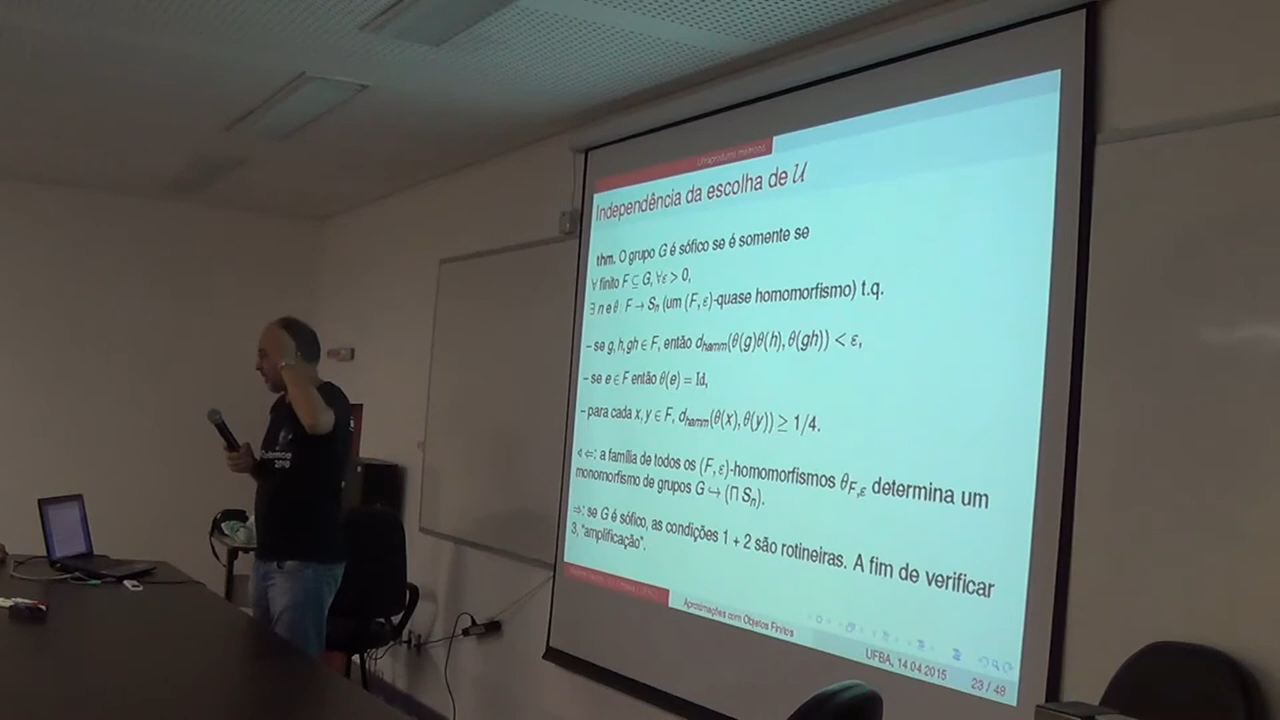 Ultraprodutos métricos
Independência da escolha de 𝒰
thm. O grupo G é sófico se é somente se
∀ finito F ⊆ G, ∀ε > 0,
∃ n e θ : F → Sₙ (um (F, ε)-quase homomorfismo) t.q.
– se g, h, gh ∈ F, então d_hamm(θ(g)θ(h), θ(gh)) < ε,
– se e ∈ F então θ(e) = Id,
– para cada x, y ∈ F, d_hamm(θ(x), θ(y)) ≥ 1/4.
⊲ ⇐: a família de todos os (F, ε)-homomorfismos θ_F,ε determina um
monomorfismo de grupos G ↪ (Π Sₙ).
⇒: se G é sófico, as condições 1 + 2 são rotineiras. A fim de verificar
3, “amplificação”.
Aproximações com Objetos Finitos
UFBA, 14.04.2015
23 / 48